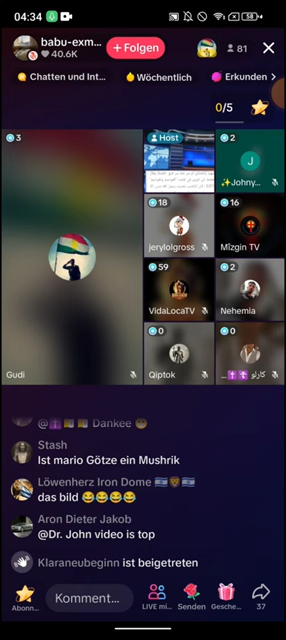 04:34
58
babu-exm...
40.6K
+ Folgen
81
Chatten und Int...
Wöchentlich
Erkunden
0/5
3
Host
2
J
Johny...
18
jerylolgross
16
Mîzgin TV
59
VidaLocaTV
2
Nehemia
Gudi
0
Qiptok
0
كارلو
@ Dankee
Stash
Ist mario Götze ein Mushrik
Löwenherz Iron Dome
das bild 😂😂😂😂
Aron Dieter Jakob
@Dr. John video is top
Klaraneubeginn ist beigetreten
Abonn...
Komment...
LIVE mi...
Senden
Gesche...
37